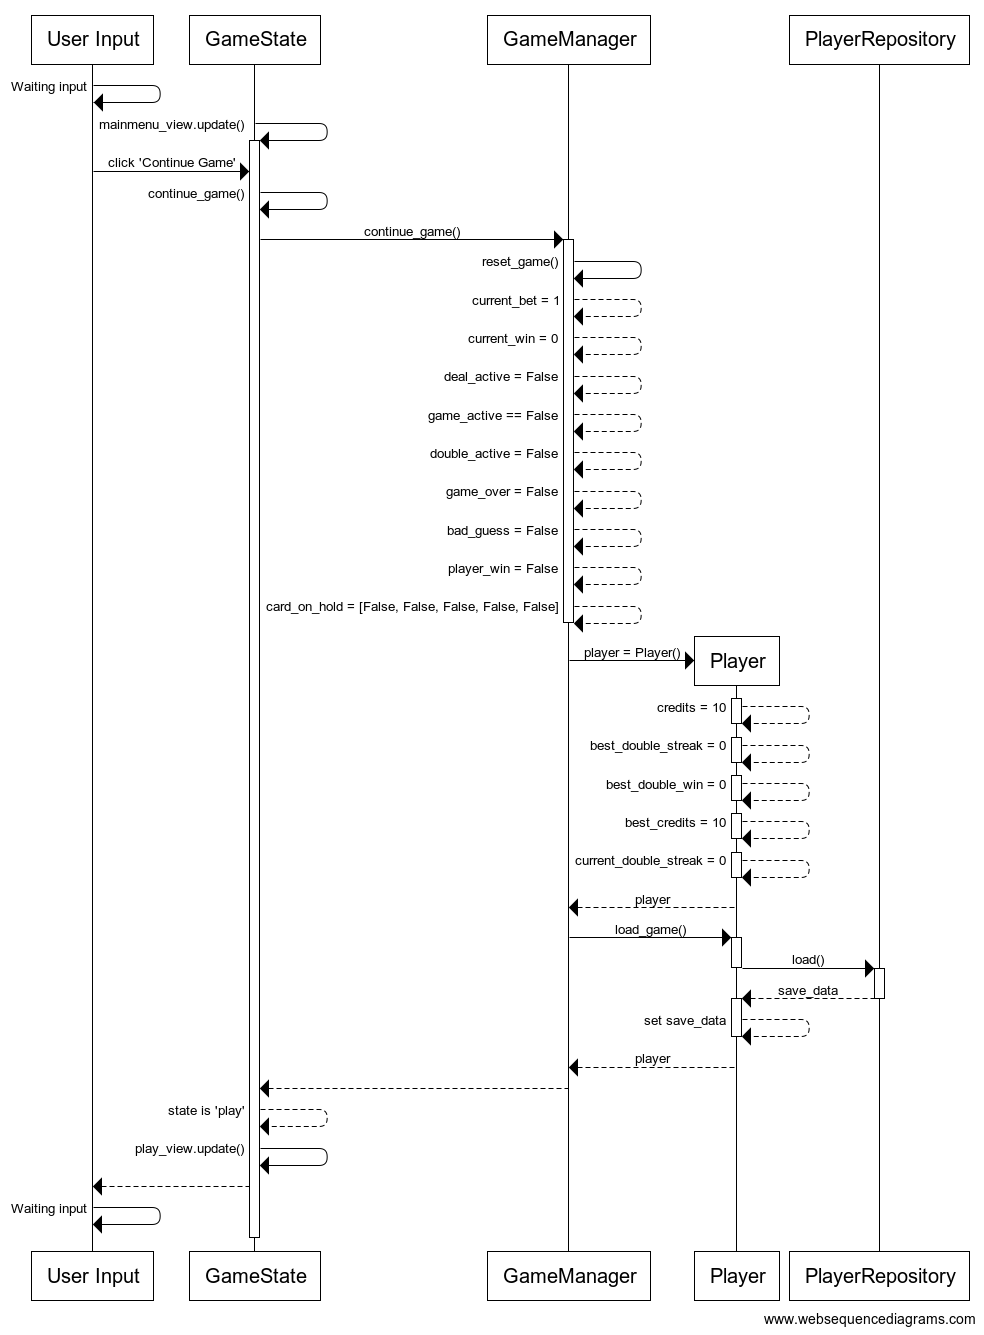 User Input
GameState
GameManager
PlayerRepository
Waiting input
mainmenu_view.update()
click 'Continue Game'
continue_game()
continue_game()
reset_game()
current_bet = 1
current_win = 0
deal_active = False
game_active == False
double_active = False
game_over = False
bad_guess = False
player_win = False
card_on_hold = [False, False, False, False, False]
player = Player()
Player
credits = 10
best_double_streak = 0
best_double_win = 0
best_credits = 10
current_double_streak = 0
player
load_game()
load()
save_data
set save_data
player
state is 'play'
play_view.update()
Waiting input
User Input
GameState
GameManager
Player
PlayerRepository
www.websequencediagrams.com